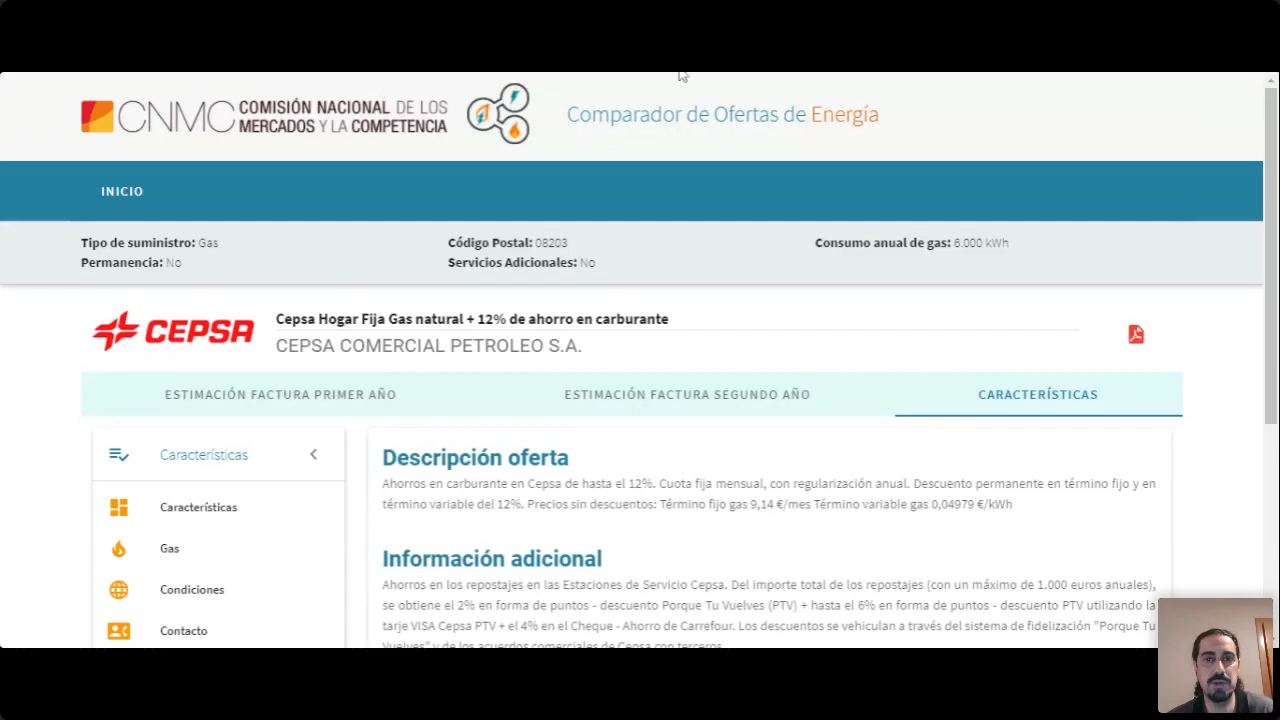 CNMC COMISIÓN NACIONAL DE LOS
MERCADOS Y LA COMPETENCIA
Comparador de Ofertas de Energía
INICIO
Tipo de suministro: Gas
Código Postal: 08203
Consumo anual de gas: 6.000 kWh
Permanencia: No
Servicios Adicionales: No
CEPSA
Cepsa Hogar Fija Gas natural + 12% de ahorro en carburante
CEPSA COMERCIAL PETROLEO S.A.
ESTIMACIÓN FACTURA PRIMER AÑO
ESTIMACIÓN FACTURA SEGUNDO AÑO
CARACTERÍSTICAS
Características
Características
Gas
Condiciones
Contacto
Descripción oferta
Ahorros en carburante en Cepsa de hasta el 12%. Cuota fija mensual, con regularización anual. Descuento permanente en término fijo y en
término variable del 12%. Precios sin descuentos: Término fijo gas 9,14 €/mes Término variable gas 0,04979 €/kWh
Información adicional
Ahorros en los repostajes en las Estaciones de Servicio Cepsa. Del importe total de los repostajes (con un máximo de 1.000 euros anuales),
se obtiene el 2% en forma de puntos - descuento Porque Tu Vuelves (PTV) + hasta el 6% en forma de puntos - descuento PTV utilizando la
tarje VISA Cepsa PTV + el 4% en el Cheque - Ahorro de Carrefour. Los descuentos se vehiculan a través del sistema de fidelización "Porque Tu
Vuelves" y de los acuerdos comerciales de Cepsa con terceros.